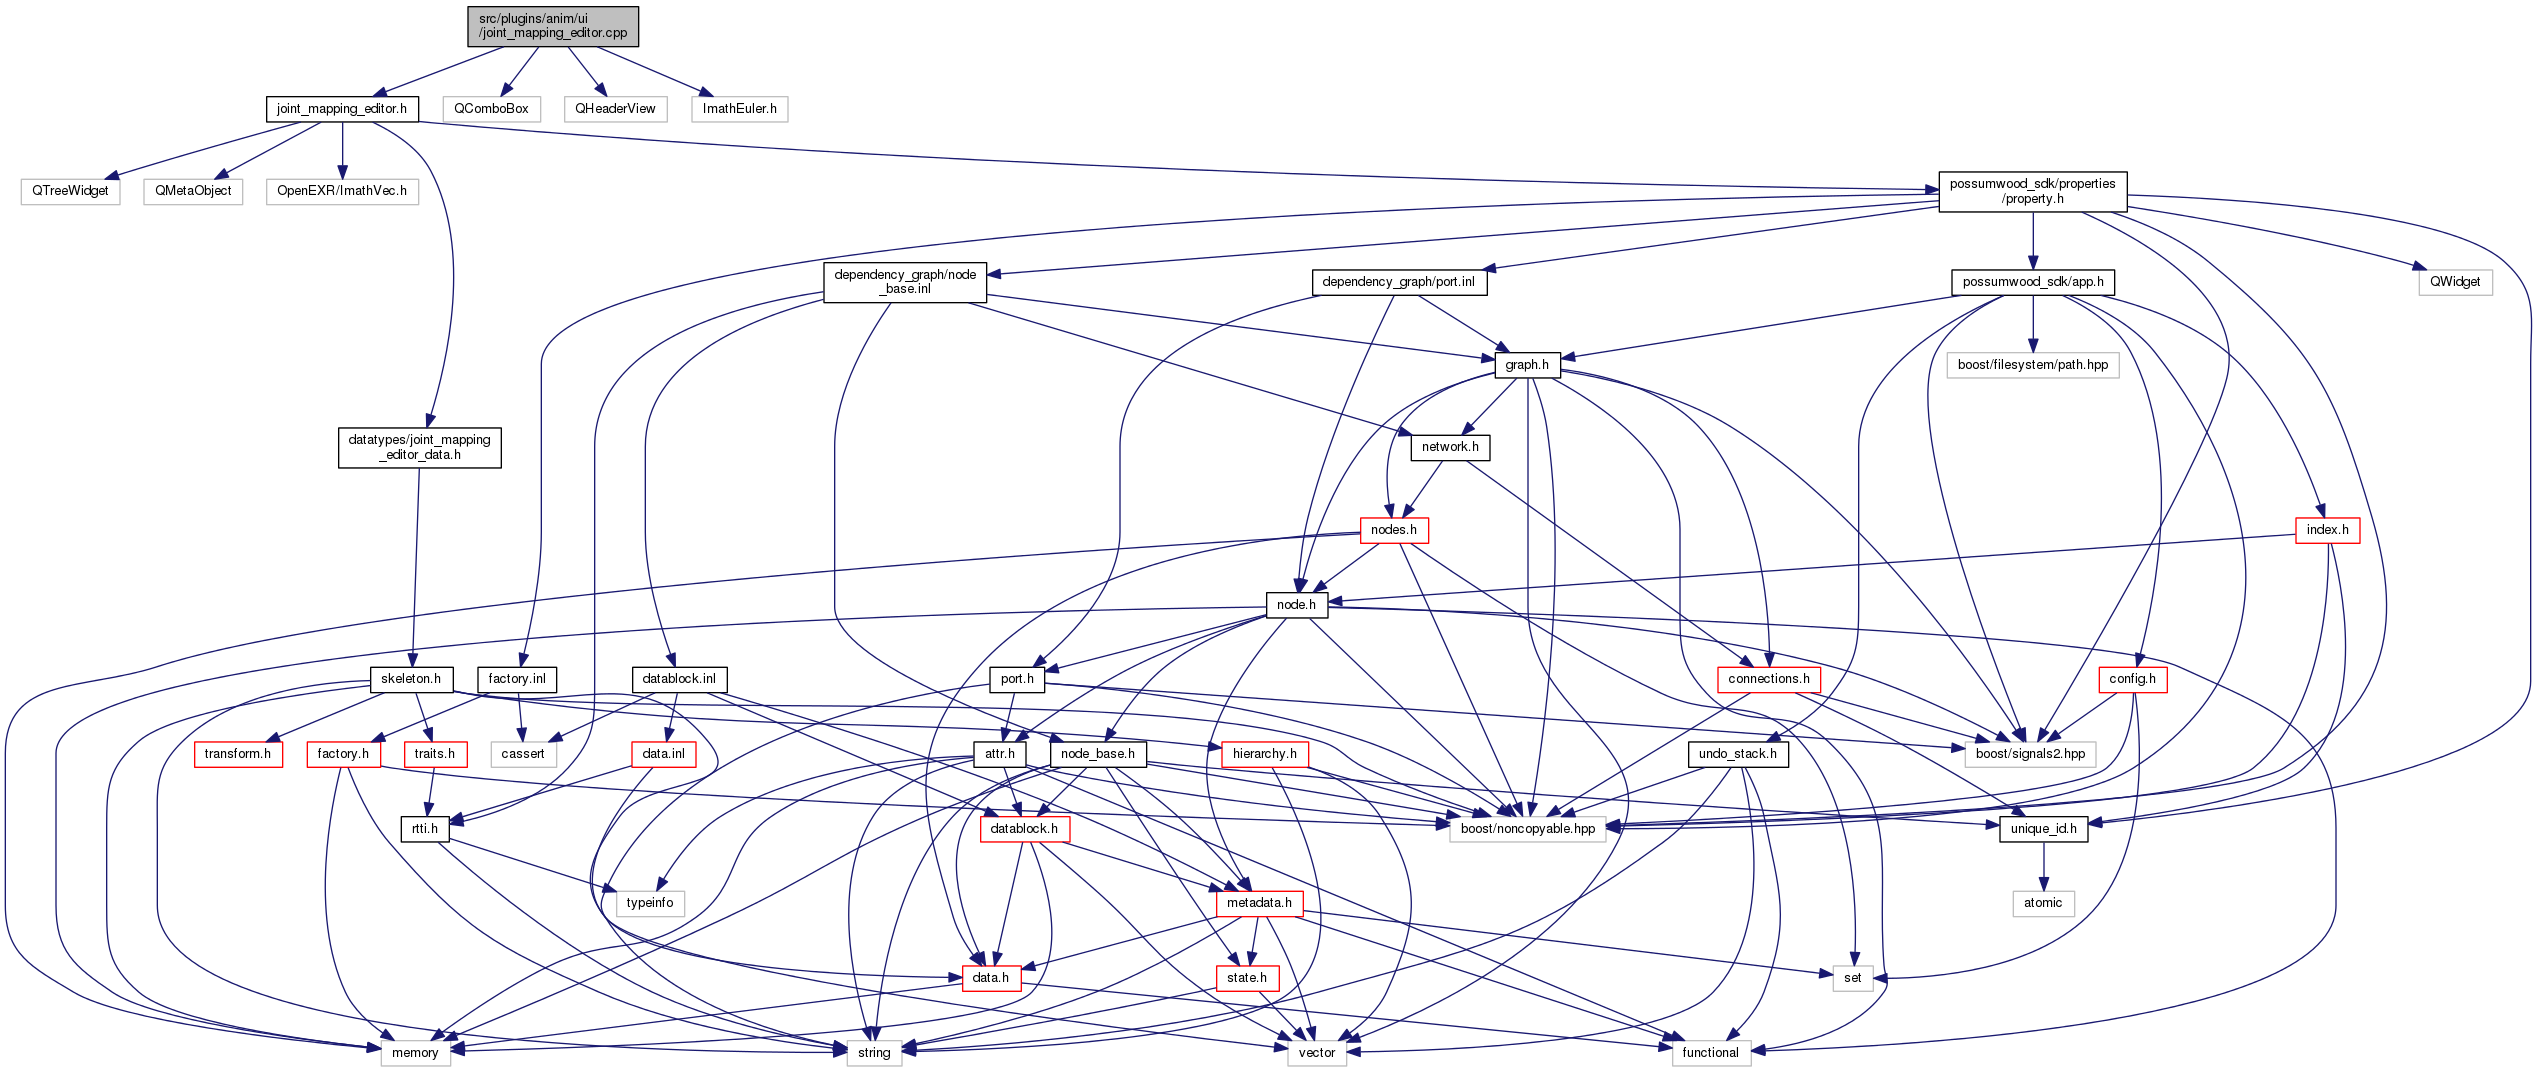 src/plugins/anim/ui
/joint_mapping_editor.cpp
joint_mapping_editor.h
QComboBox
QHeaderView
ImathEuler.h
QTreeWidget
QMetaObject
OpenEXR/ImathVec.h
possumwood_sdk/properties
/property.h
dependency_graph/node
_base.inl
dependency_graph/port.inl
possumwood_sdk/app.h
QWidget
graph.h
boost/filesystem/path.hpp
datatypes/joint_mapping
_editor_data.h
network.h
nodes.h
index.h
node.h
skeleton.h
factory.inl
datablock.inl
port.h
connections.h
config.h
transform.h
factory.h
traits.h
cassert
data.inl
attr.h
node_base.h
hierarchy.h
undo_stack.h
boost/signals2.hpp
rtti.h
datablock.h
boost/noncopyable.hpp
unique_id.h
typeinfo
metadata.h
atomic
data.h
state.h
set
memory
string
vector
functional